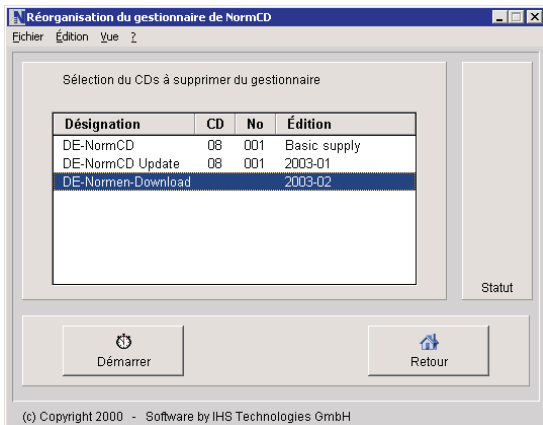 Réorganisation du gestionnaire de NormCD
Fichier Édition Vue ?
Sélection du CDs à supprimer du gestionnaire
Désignation CD No Édition
DE-NormCD 08 001 Basic supply
DE-NormCD Update 08 001 2003-01
DE-Normen-Download 2003-02
Statut
Démarrer Retour
(c) Copyright 2000 - Software by IHS Technologies GmbH